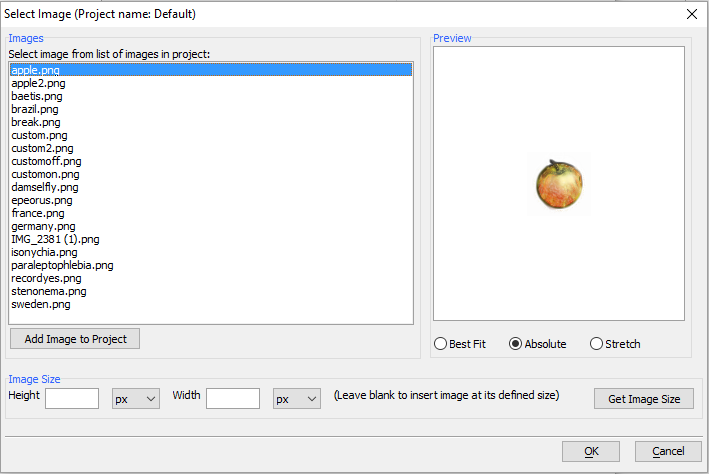 Select Image (Project name: Default)
Images
Select image from list of images in project:
apple.png
apple2.png
baetis.png
brazil.png
break.png
custom.png
custom2.png
customoff.png
customon.png
damselfly.png
epeorus.png
france.png
germany.png
IMG_2381 (1).png
isonychia.png
paraleptophlebia.png
recordyes.png
stenonema.png
sweden.png
Add Image to Project
Preview
Best Fit Absolute Stretch
Image Size
Height px Width px (Leave blank to insert image at its defined size) Get Image Size
OK Cancel